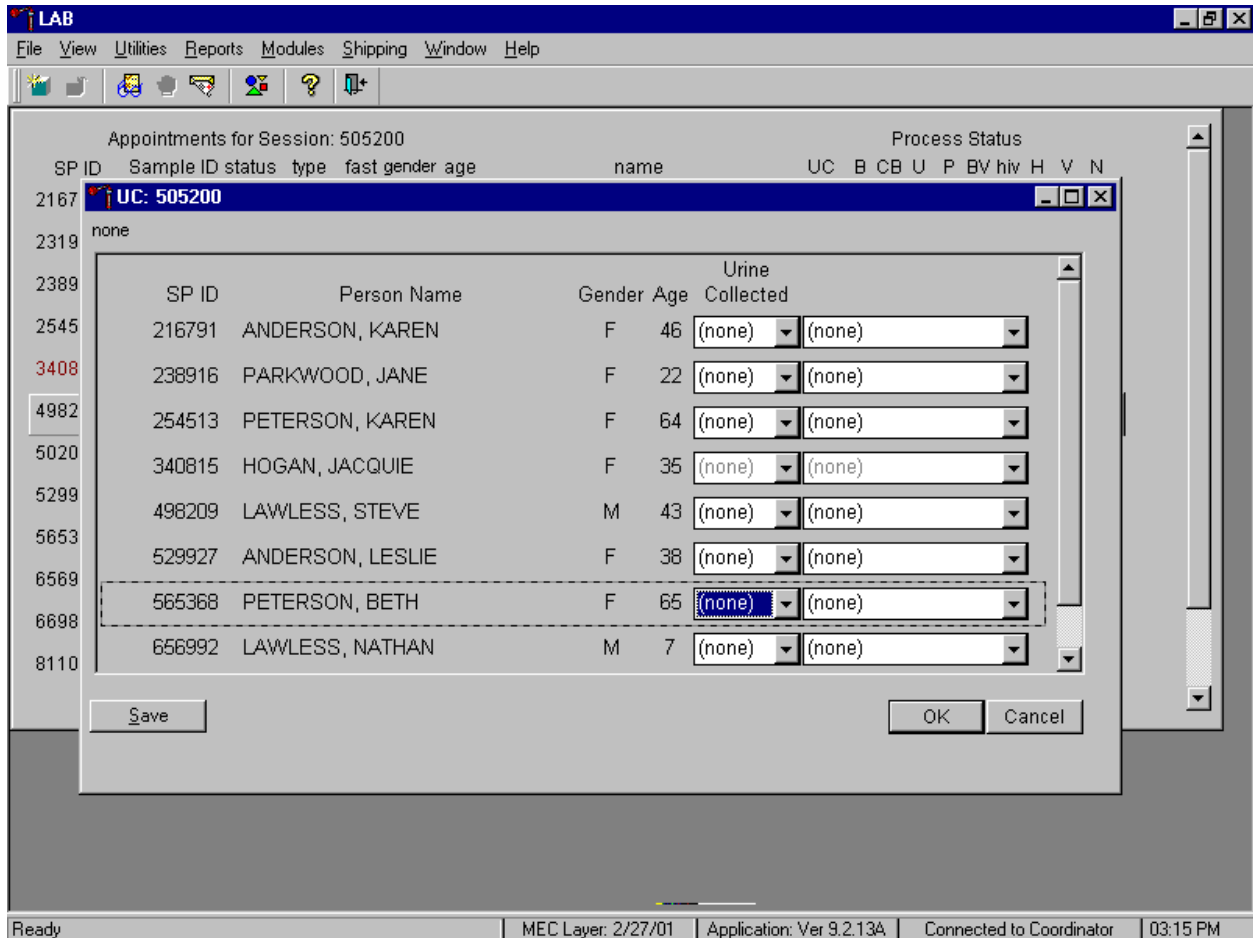 LAB
File View Utilities Reports Modules Shipping Window Help
Appointments for Session: 505200 Process Status
SP ID Sample ID status type fast gender age name UC B CB U P BV hiv H V N
2167
UC: 505200
none
2319
2389
2545
3408
4982
5020
5299
5653
6569
6698
8110
Urine
SP ID Person Name Gender Age Collected
216791 ANDERSON, KAREN F 46 (none) (none)
238916 PARKWOOD, JANE F 22 (none) (none)
254513 PETERSON, KAREN F 64 (none) (none)
340815 HOGAN, JACQUIE F 35 (none) (none)
498209 LAWLESS, STEVE M 43 (none) (none)
529927 ANDERSON, LESLIE F 38 (none) (none)
565368 PETERSON, BETH F 65 (none) (none)
656992 LAWLESS, NATHAN M 7 (none) (none)
Save OK Cancel
Ready MEC Layer: 2/27/01 Application: Ver 9.2.13A Connected to Coordinator 03:15 PM